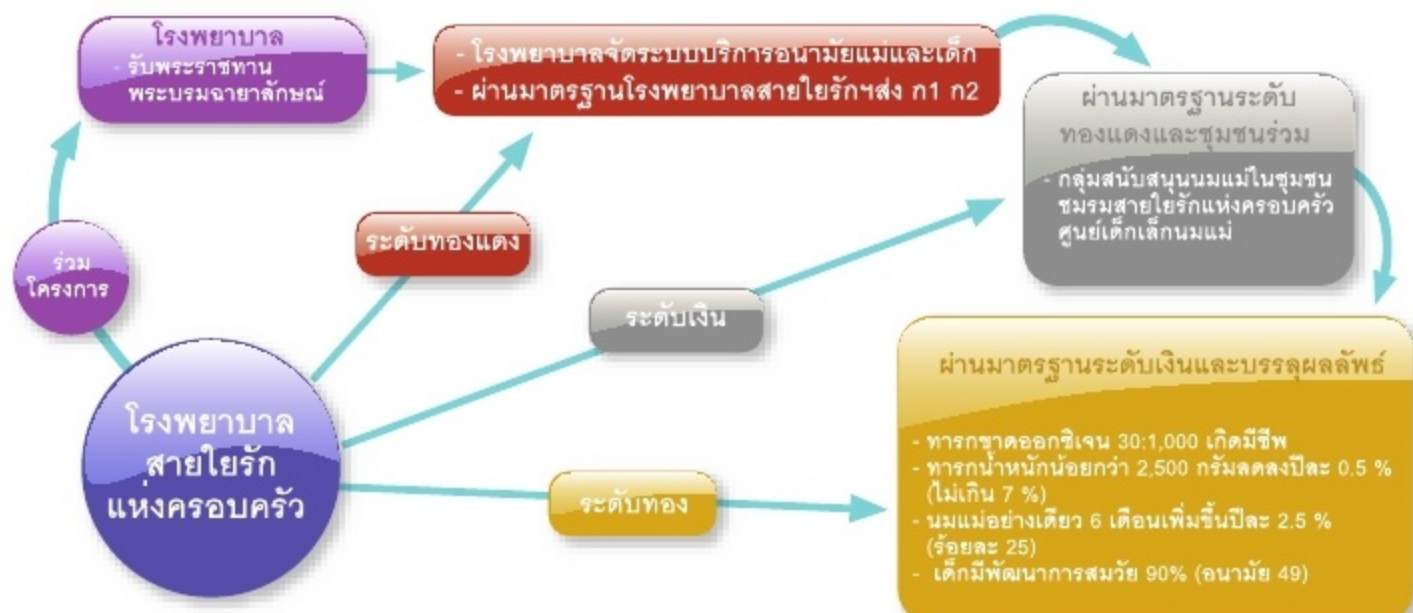 โรงพยาบาล
- รับพระราชทาน
พระบรมฉายาลักษณ์
- โรงพยาบาลจัดระบบบริการอนามัยแม่และเด็ก
- ผ่านมาตรฐานโรงพยาบาลสายใยรักฯส่ง ก1 ก2
ผ่านมาตรฐานระดับ
ทองแดงและชุมชนร่วม
- กลุ่มสนับสนุนนมแม่ในชุมชน
ชมรมสายใยรักแห่งครอบครัว
ศูนย์เด็กเล็กนมแม่
ร่วม
โครงการ
ระดับทองแดง
ระดับเงิน
ระดับทอง
โรงพยาบาล
สายใยรัก
แห่งครอบครัว
ผ่านมาตรฐานระดับเงินและบรรลุผลลัพธ์
- ทารกขาดออกซิเจน 30:1,000 เกิดมีชีพ
- ทารกน้ำหนักน้อยกว่า 2,500 กรัมลดลงปีละ 0.5 %
(ไม่เกิน 7 %)
- นมแม่อย่างเดียว 6 เดือนเพิ่มขึ้นปีละ 2.5 %
(ร้อยละ 25)
- เด็กมีพัฒนาการสมวัย 90% (อนามัย 49)